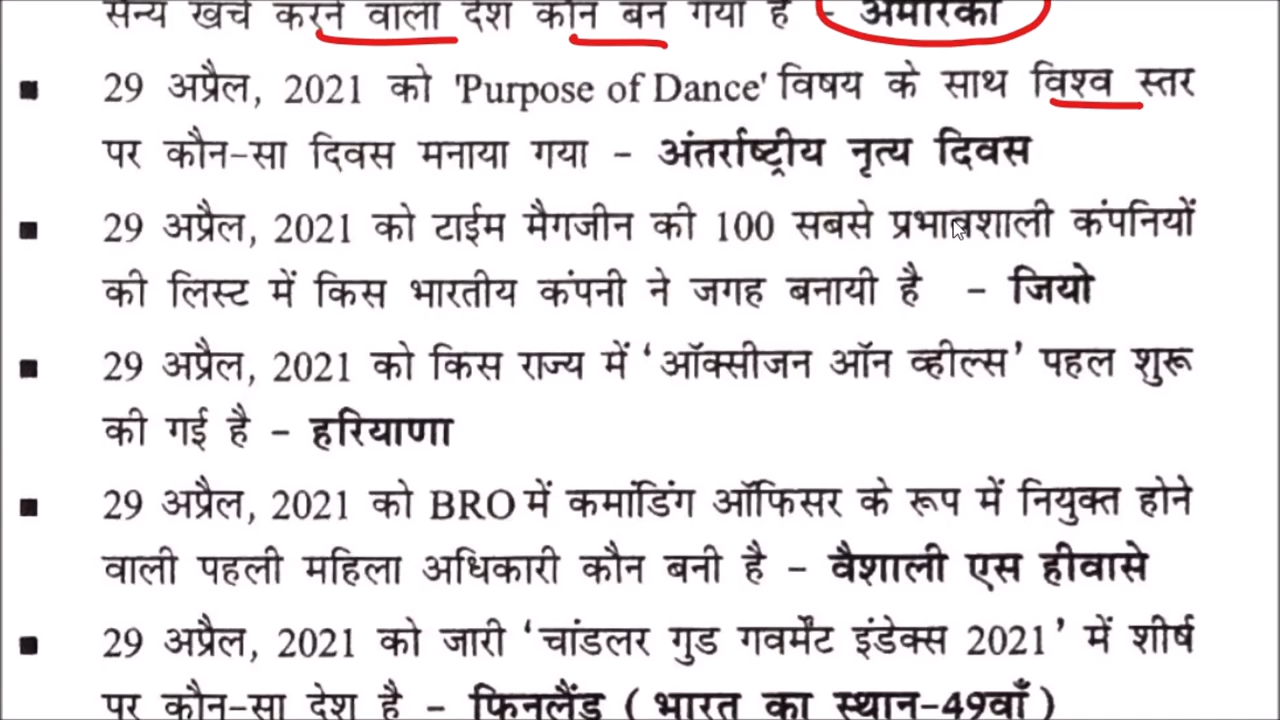 सैन्य खर्च करने वाला देश कौन बन गया है - अमेरिका
■ 29 अप्रैल, 2021 को 'Purpose of Dance' विषय के साथ विश्व स्तर
पर कौन-सा दिवस मनाया गया - अंतर्राष्ट्रीय नृत्य दिवस
■ 29 अप्रैल, 2021 को टाईम मैगजीन की 100 सबसे प्रभावशाली कंपनियों
की लिस्ट में किस भारतीय कंपनी ने जगह बनायी है - जियो
■ 29 अप्रैल, 2021 को किस राज्य में ‘ऑक्सीजन ऑन व्हील्स’ पहल शुरू
की गई है - हरियाणा
■ 29 अप्रैल, 2021 को BRO में कमांडिंग ऑफिसर के रूप में नियुक्त होने
वाली पहली महिला अधिकारी कौन बनी है - वैशाली एस हीवासे
■ 29 अप्रैल, 2021 को जारी ‘चांडलर गुड गवर्मेंट इंडेक्स 2021’ में शीर्ष
पर कौन-सा देश है - फिनलैंड ( भारत का स्थान-49वाँ )